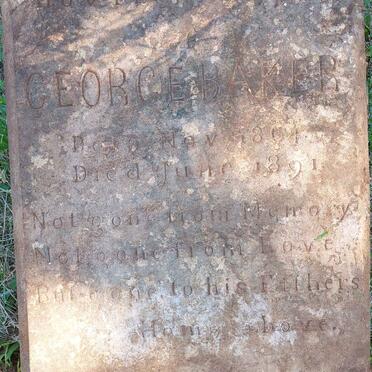 GEORGE BAKER
Born Nov
Died June 1891
Not gone from Memory
Not gone from Love
But gone to his Fathers
Home above.